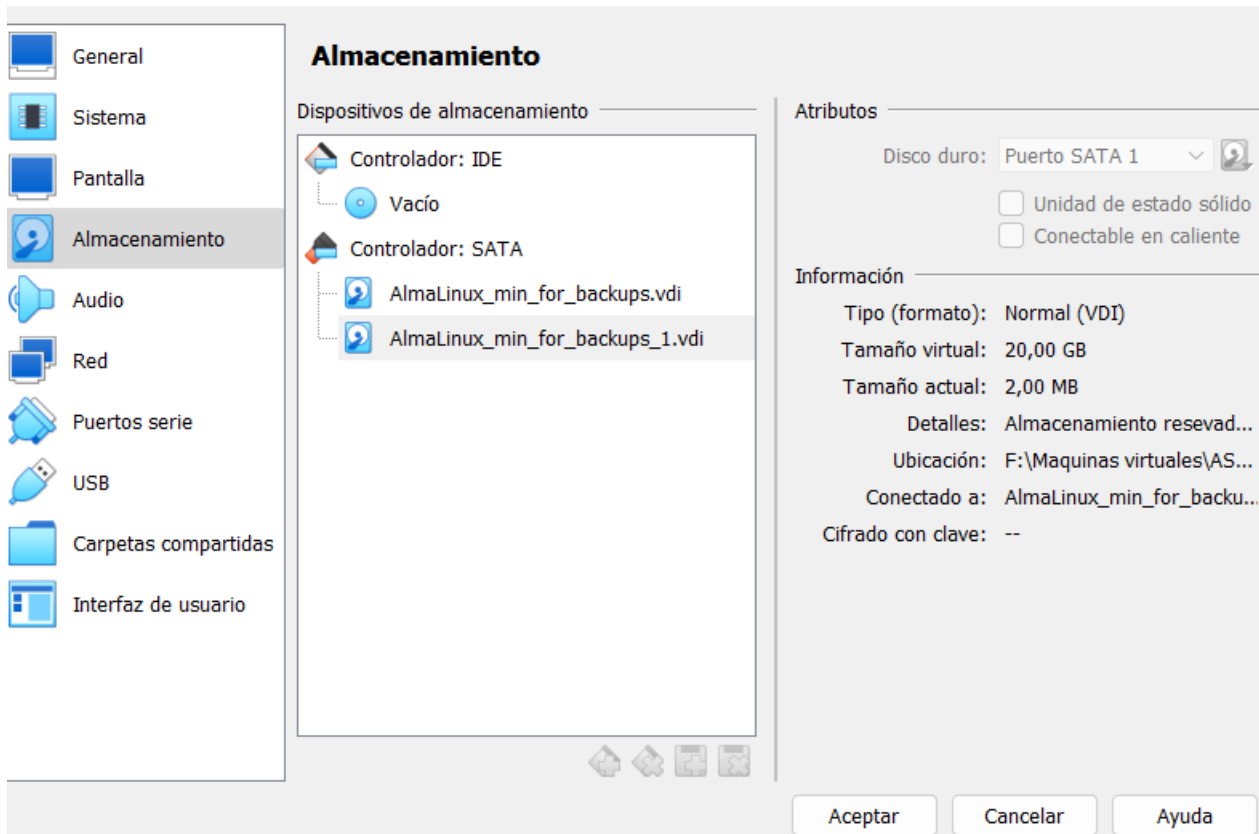 General
Sistema
Pantalla
Almacenamiento
Audio
Red
Puertos serie
USB
Carpetas compartidas
Interfaz de usuario
Almacenamiento
Dispositivos de almacenamiento
Controlador: IDE
Vacío
Controlador: SATA
AlmaLinux_min_for_backups.vdi
AlmaLinux_min_for_backups_1.vdi
Atributos
Disco duro: Puerto SATA 1
Unidad de estado sólido
Conectable en caliente
Información
Tipo (formato): Normal (VDI)
Tamaño virtual: 20,00 GB
Tamaño actual: 2,00 MB
Detalles: Almacenamiento resevad...
Ubicación: F:\Maquinas virtuales\AS...
Conectado a: AlmaLinux_min_for_backu...
Cifrado con clave: --
Aceptar Cancelar Ayuda